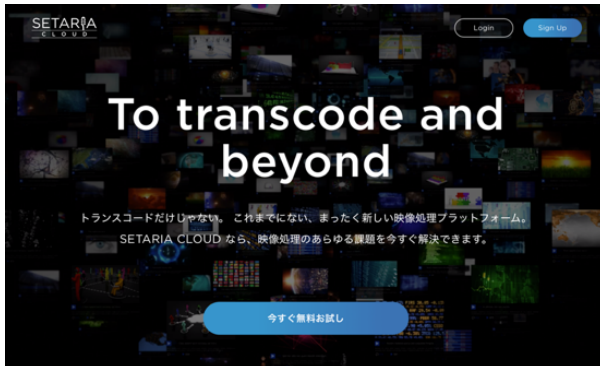 SETARIA
CLOUD
Login
Sign Up
To transcode and
beyond
トランスコードだけじゃない。 これまでにない、まったく新しい映像処理プラットフォーム。
SETARIA CLOUD なら、映像処理のあらゆる課題を今すぐ解決できます。
今すぐ無料お試し